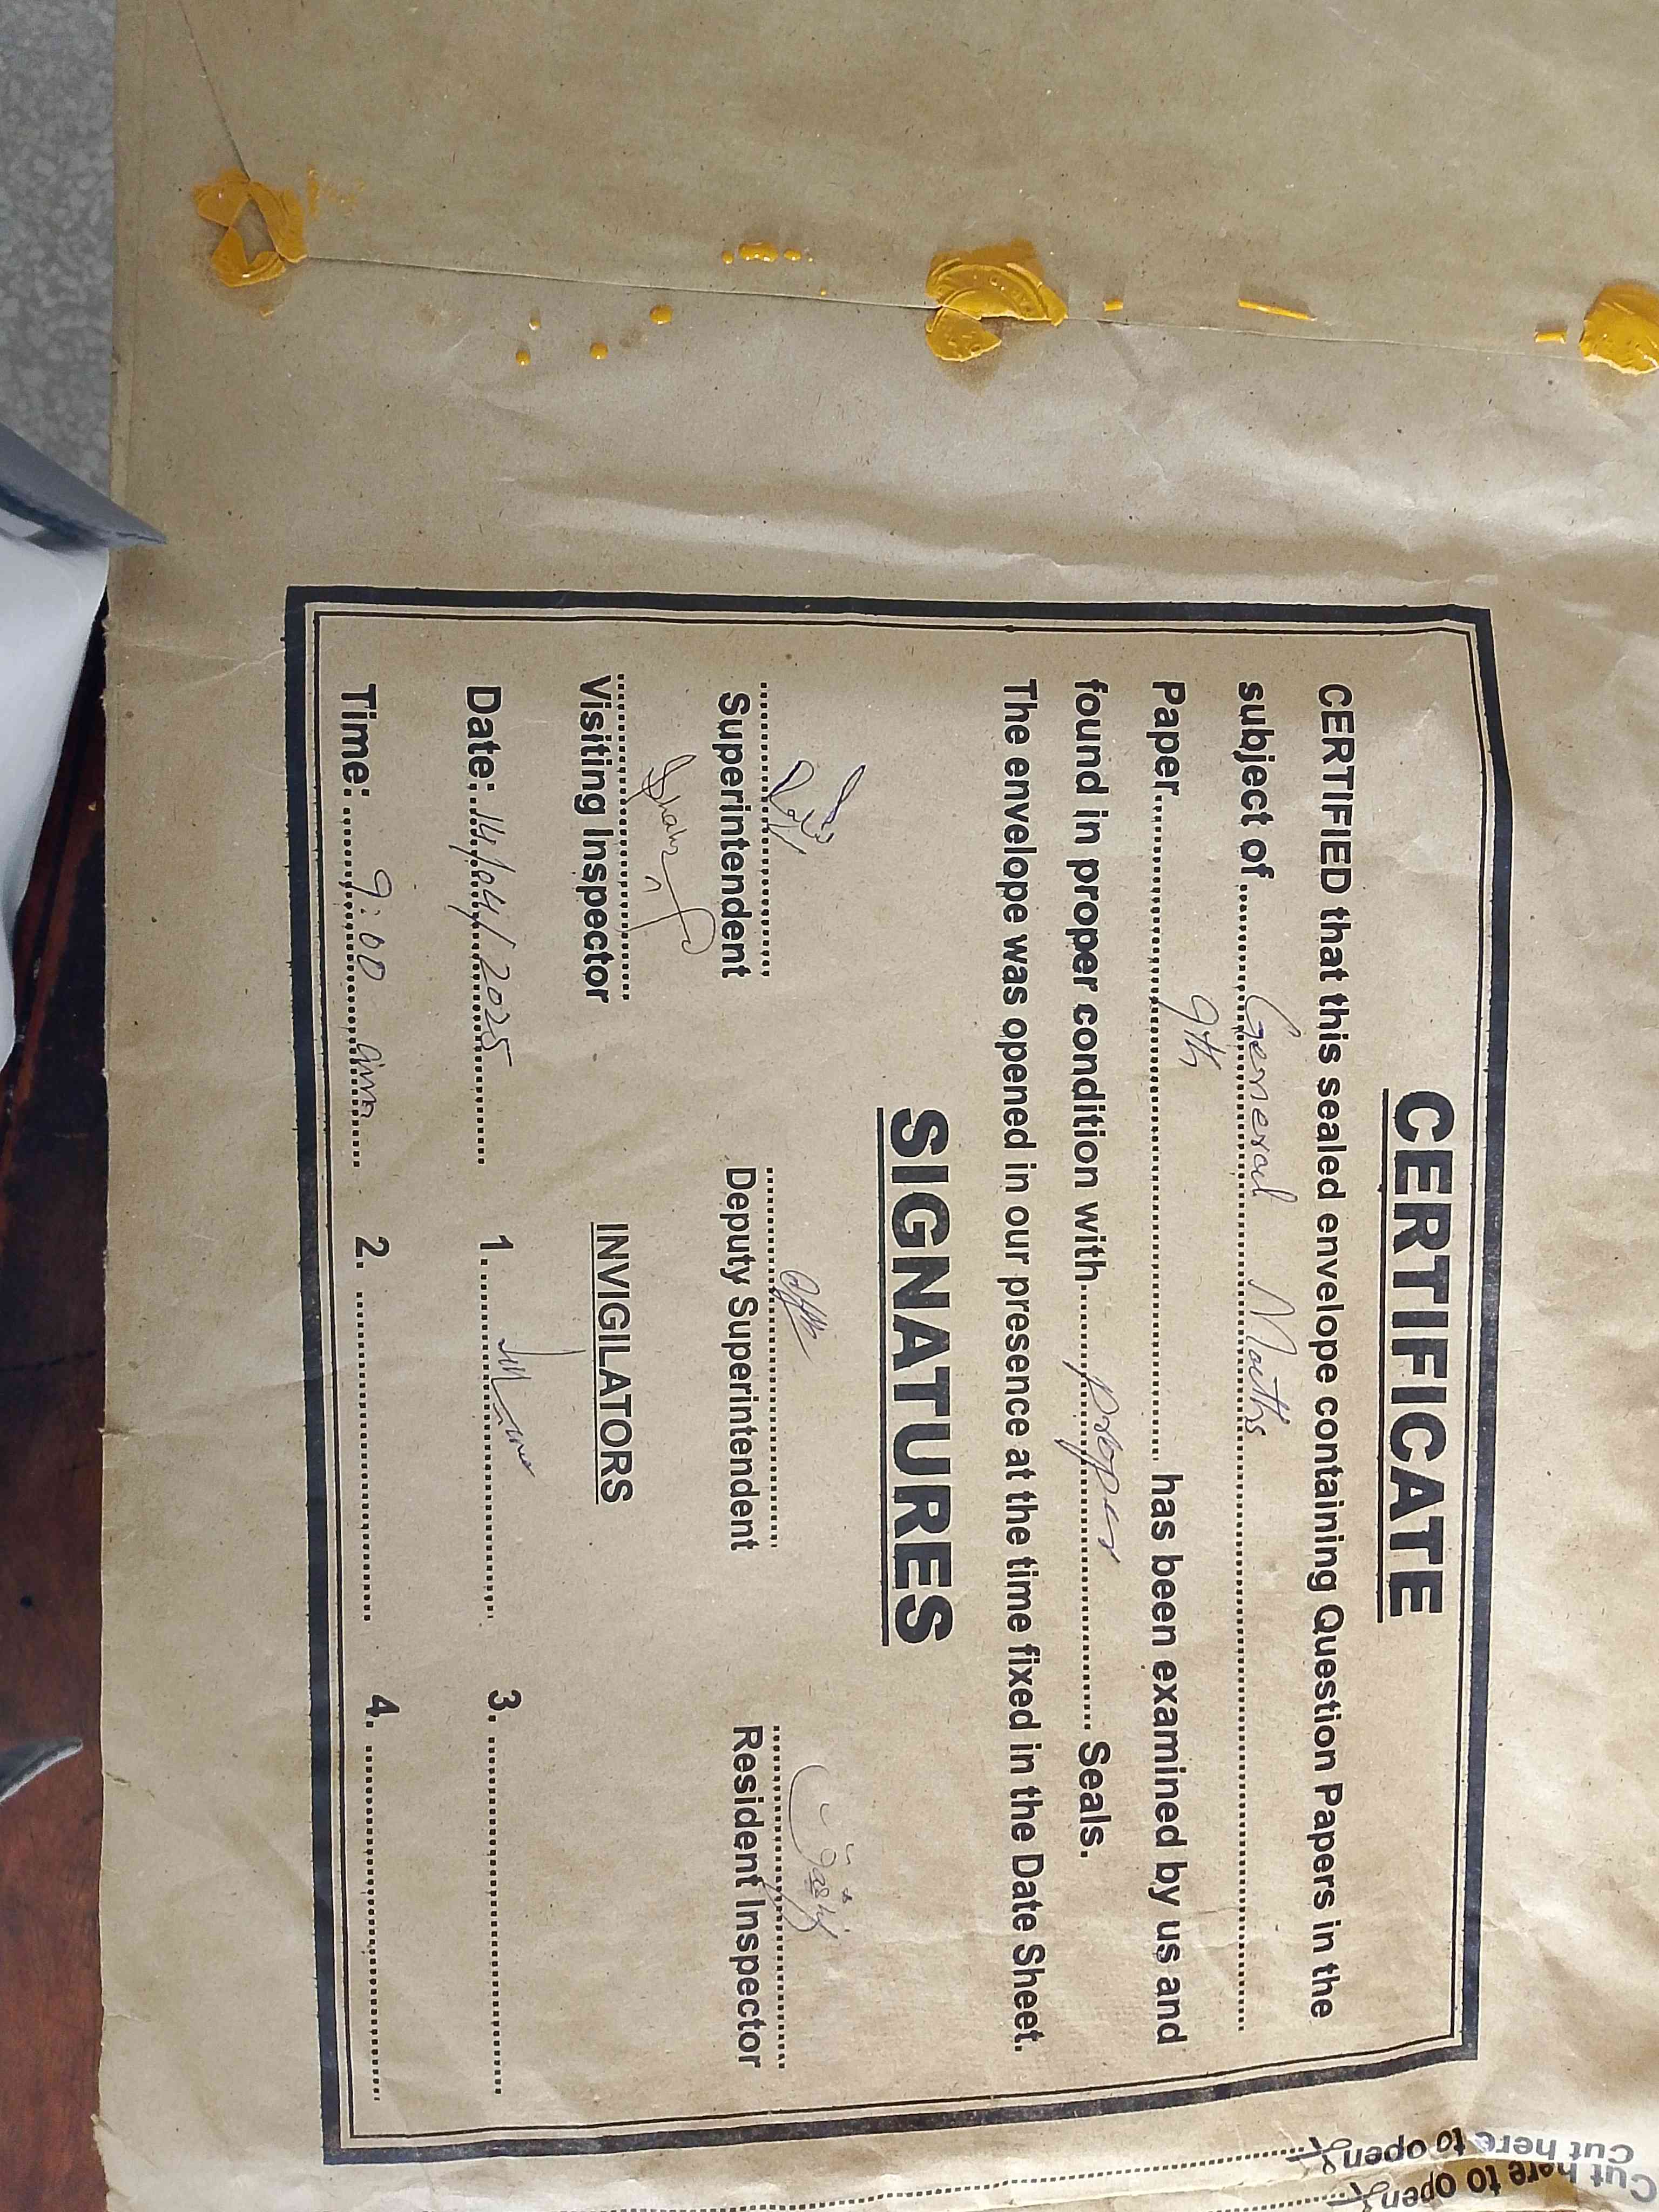 CERTIFICATE
CERTIFIED that this sealed envelope containing Question Papers in the
subject of General Maths
Paper 9th has been examined by us and
found in proper condition with proper Seals.
The envelope was opened in our presence at the time fixed in the Date Sheet.
SIGNATURES
Superintendent Deputy Superintendent Resident Inspector
Visiting Inspector INVIGILATORS
Date: 14/04/2025 1. 3.
Time: 9:00 am 2. 4.
Cut here to open
Cut here to open